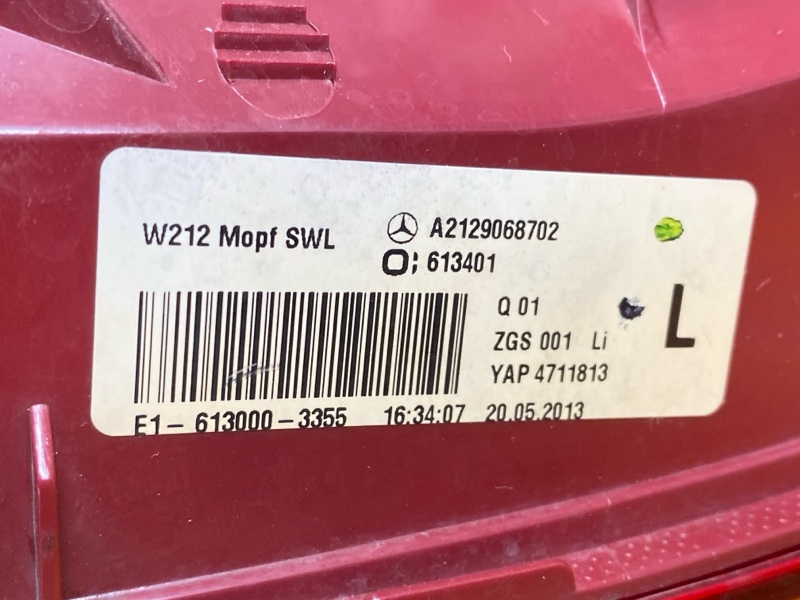 W212 Mopf SWL
A2129068702
613401
Q 01
ZGS 001 Li
L
YAP 4711813
E1- 613000-3355 16:34:07 20.05.2013